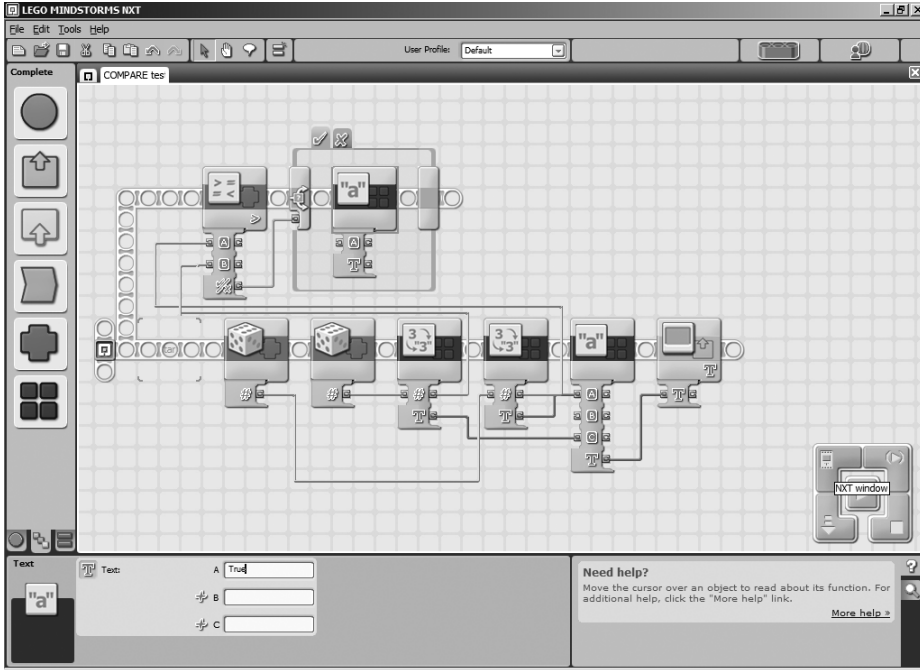 LEGO MINDSTORMS NXT
File Edit Tools Help
User Profile: Default
Complete
COMPARE tes
> =
= <
"a"
>
A
A
B
T
3 "3"
3 "3"
"a"
#
#
#
#
A
T
T
T
B
T
C
T
NXT window
Text
"a"
T Text: A True
B
C
Need help?
Move the cursor over an object to read about its function. For
additional help, click the "More help" link.
More help »
?